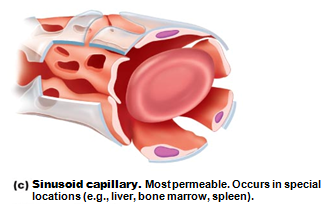 (c) Sinusoid capillary. Most permeable. Occurs in special
locations (e.g., liver, bone marrow, spleen).